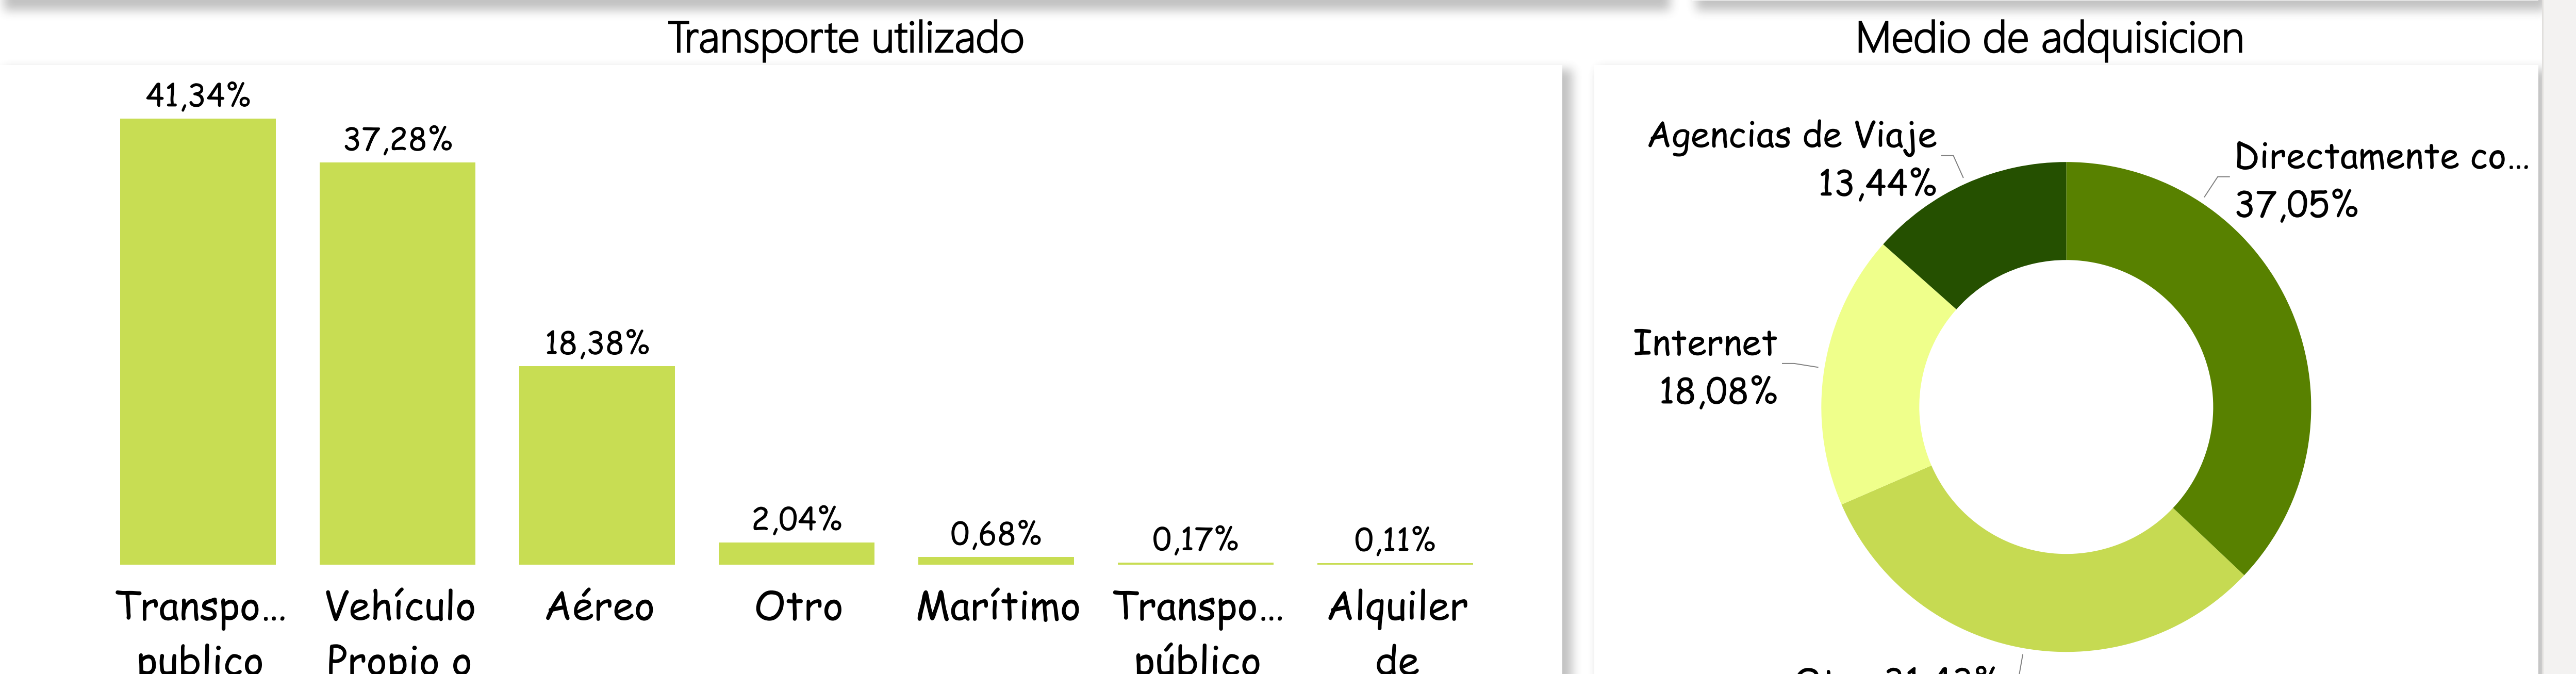 Transporte utilizado
41,34%
37,28%
18,38%
2,04%
0,68%
0,17%
0,11%
Transpo...
publico
Vehículo
Propio o
Aéreo
Otro
Marítimo
Transpo...
público
Alquiler
de
Medio de adquisicion
Agencias de Viaje
13,44%
Directamente co...
37,05%
Internet
18,08%